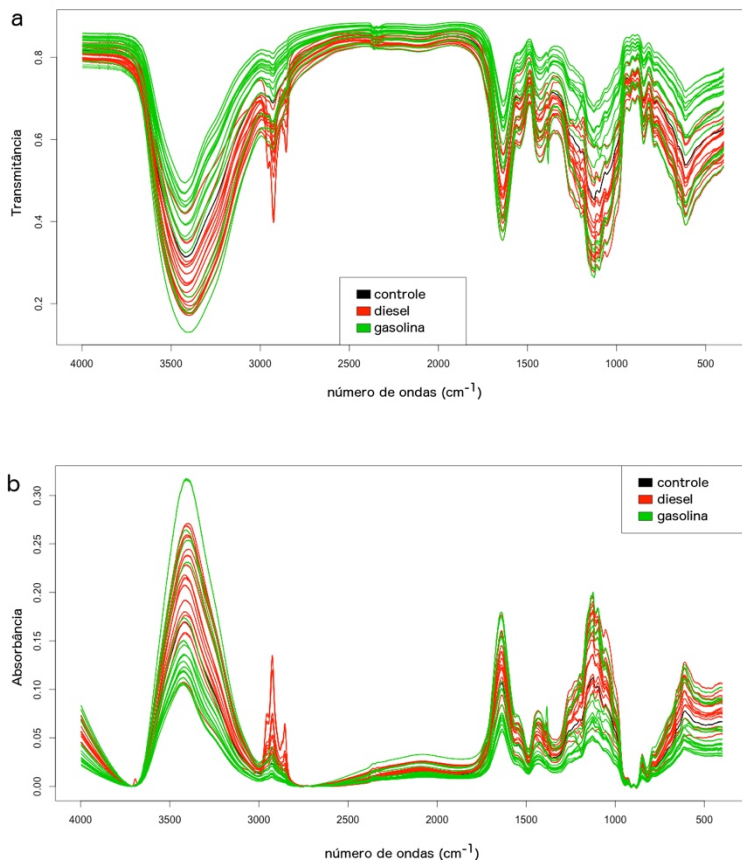 a
Transmitância
0.8
0.6
0.4
0.2
controle
diesel
gasolina
4000 3500 3000 2500 2000 1500 1000 500
número de ondas (cm-1)
b
Absorbância
0.30
0.25
0.20
0.15
0.10
0.05
0.00
controle
diesel
gasolina
4000 3500 3000 2500 2000 1500 1000 500
número de ondas (cm-1)